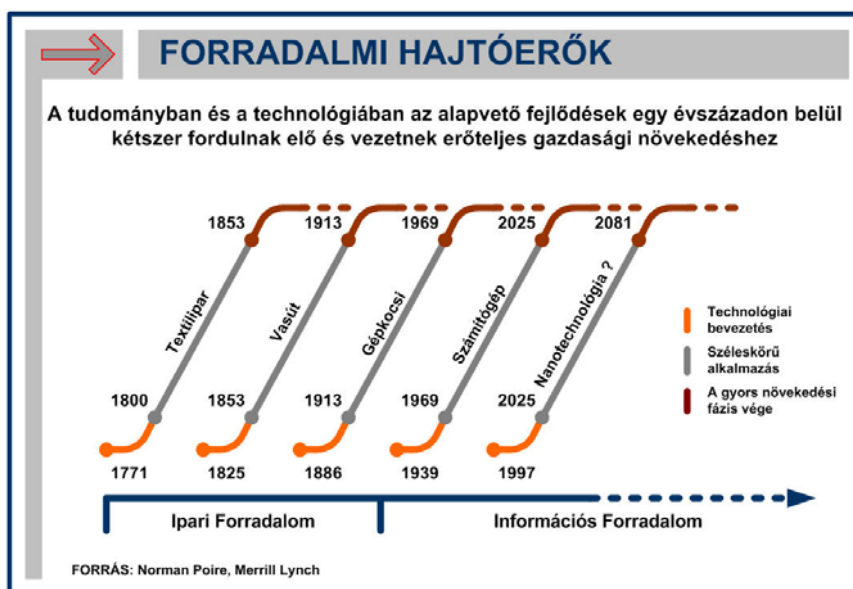 FORRADALMI HAJTÓERŐK
A tudományban és a technológiában az alapvető fejlődések egy évszázadon belül
kétszer fordulnak elő és vezetnek erőteljes gazdasági növekedéshez
1853
1913
1969
2025
2081
Textilipar
Vasút
Gépkocsi
Számítógép
Nanotechnológia ?
Technológiai
bevezetés
Széleskörű
alkalmazás
A gyors növekedési
fázis vége
1800
1853
1913
1969
2025
1771
1825
1886
1939
1997
Ipari Forradalom
Információs Forradalom
FORRÁS: Norman Poire, Merrill Lynch